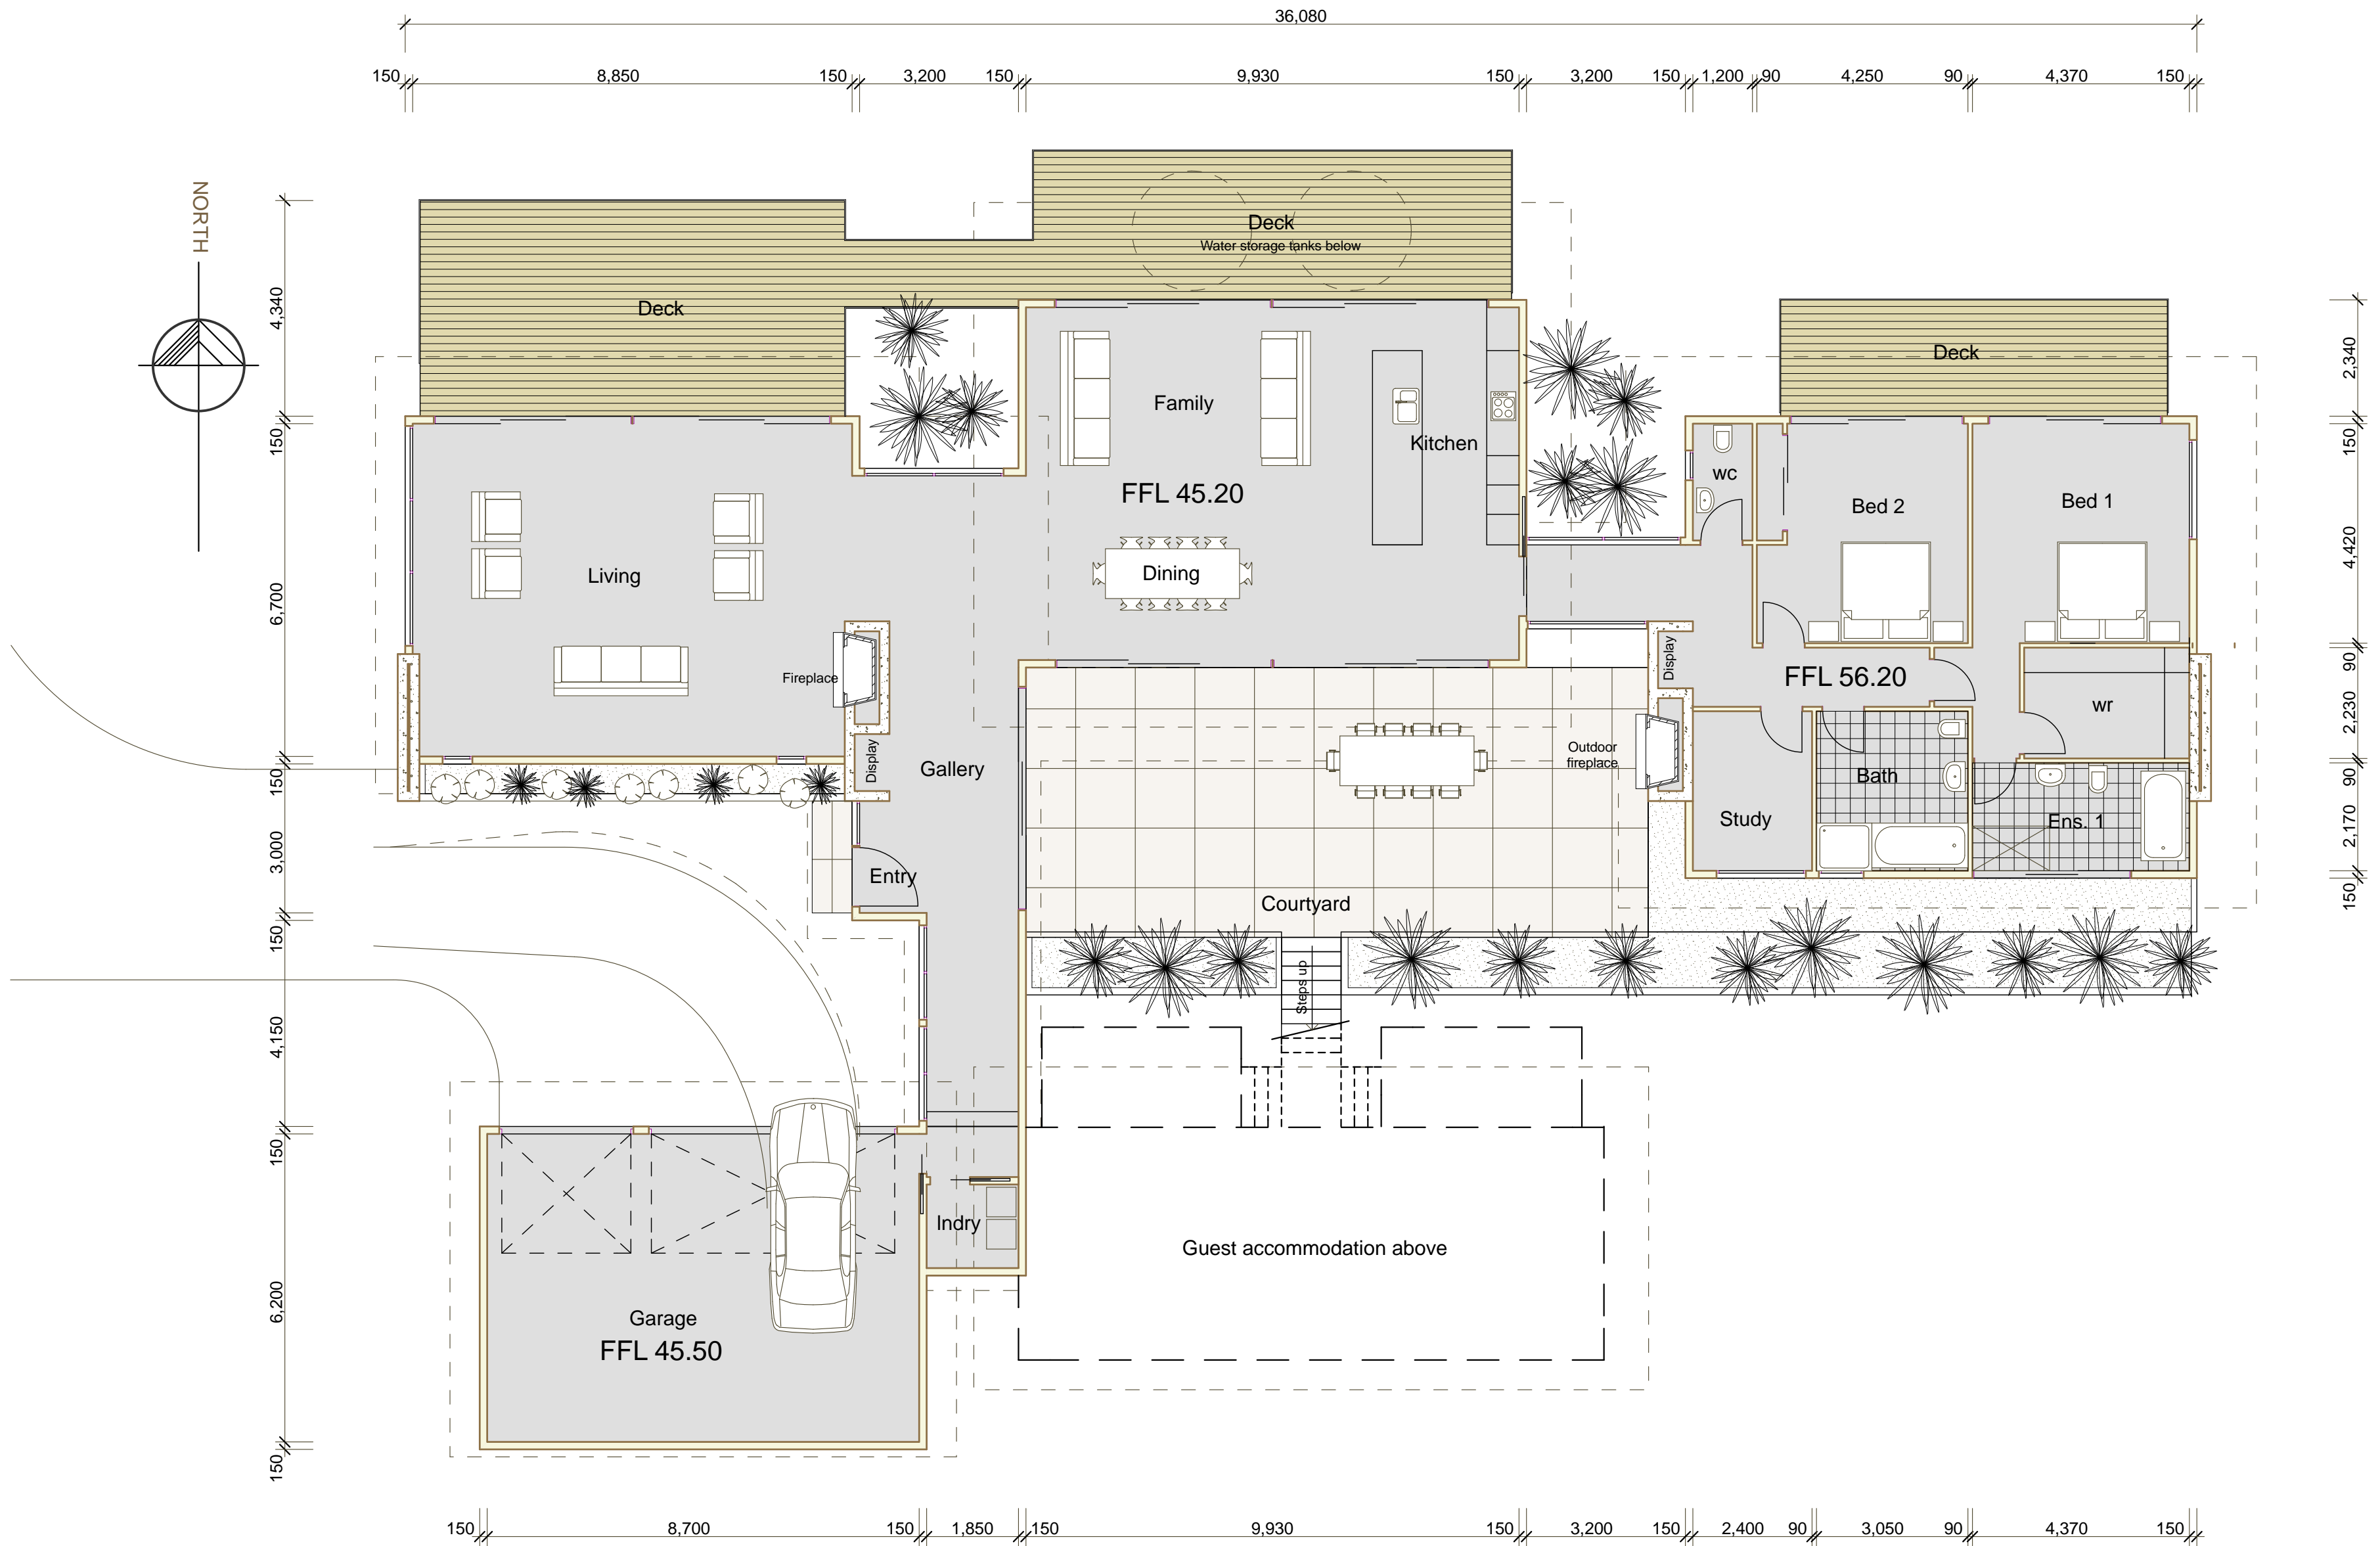 36,080
150 8,850 150 3,200 150 9,930 150 3,200 150 1,200 90 4,250 90 4,370 150
NORTH
Deck
Water storage tanks below
Deck
Deck
4,340
150
6,700
150
3,000
150
4,150
150
6,200
150
2,340
150
4,420
90
2,230
90
2,170
150
Family
Kitchen
FFL 45.20
wc
Bed 2
Bed 1
Living
Dining
Fireplace
Display
Gallery
Display
FFL 56.20
wr
Outdoor
fireplace
Bath
Study
Ens. 1
Entry
Courtyard
Steps up
lndry
Guest accommodation above
Garage
FFL 45.50
150 8,700 150 1,850 150 9,930 150 3,200 150 2,400 90 3,050 90 4,370 150